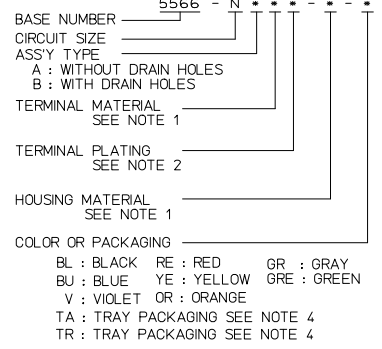 5566 - N * * * - * - *
BASE NUMBER
CIRCUIT SIZE
ASS'Y TYPE
A : WITHOUT DRAIN HOLES
B : WITH DRAIN HOLES
TERMINAL MATERIAL
SEE NOTE 1
TERMINAL PLATING
SEE NOTE 2
HOUSING MATERIAL
SEE NOTE 1
COLOR OR PACKAGING
BL : BLACK RE : RED GR : GRAY
BU : BLUE YE : YELLOW GRE : GREEN
V : VIOLET OR : ORANGE
TA : TRAY PACKAGING SEE NOTE 4
TR : TRAY PACKAGING SEE NOTE 4